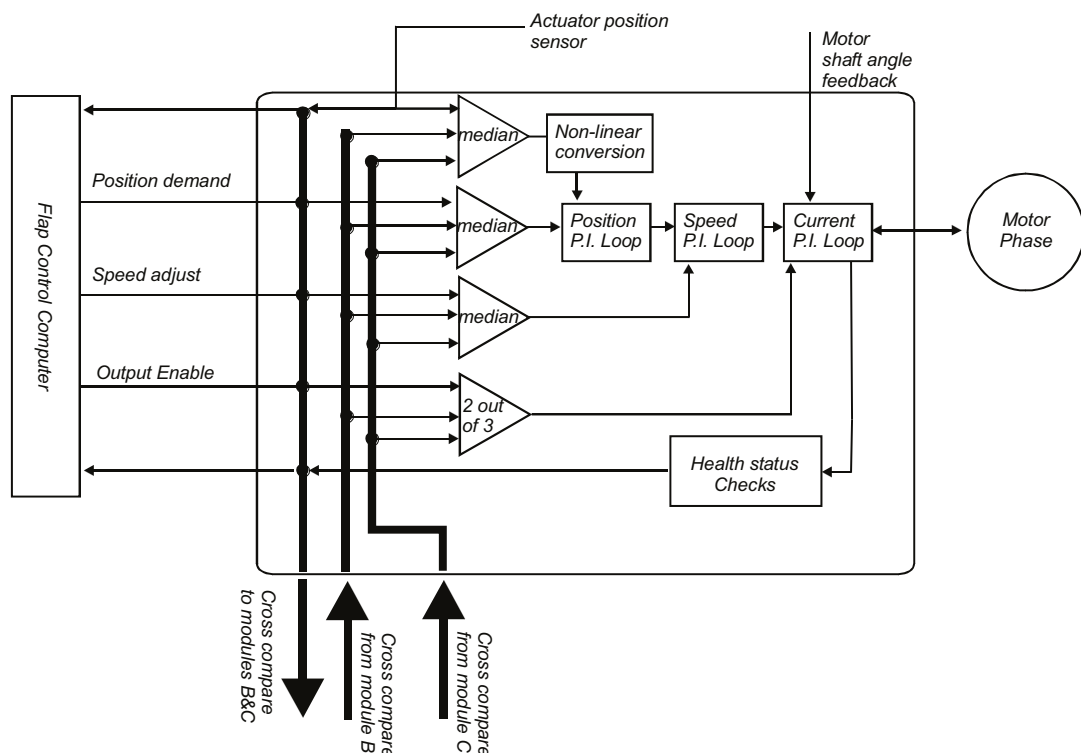 Actuator position
sensor
Motor
shaft angle
feedback
median
Non-linear
conversion
Position demand
median
Position
P.I. Loop
Speed
P.I. Loop
Current
P.I. Loop
Motor
Phase
Flap Control Computer
Speed adjust
median
Output Enable
2 out
of 3
Health status
Checks
Cross compare
to modules B&C
Cross compare
from module B
Cross compare
from module C